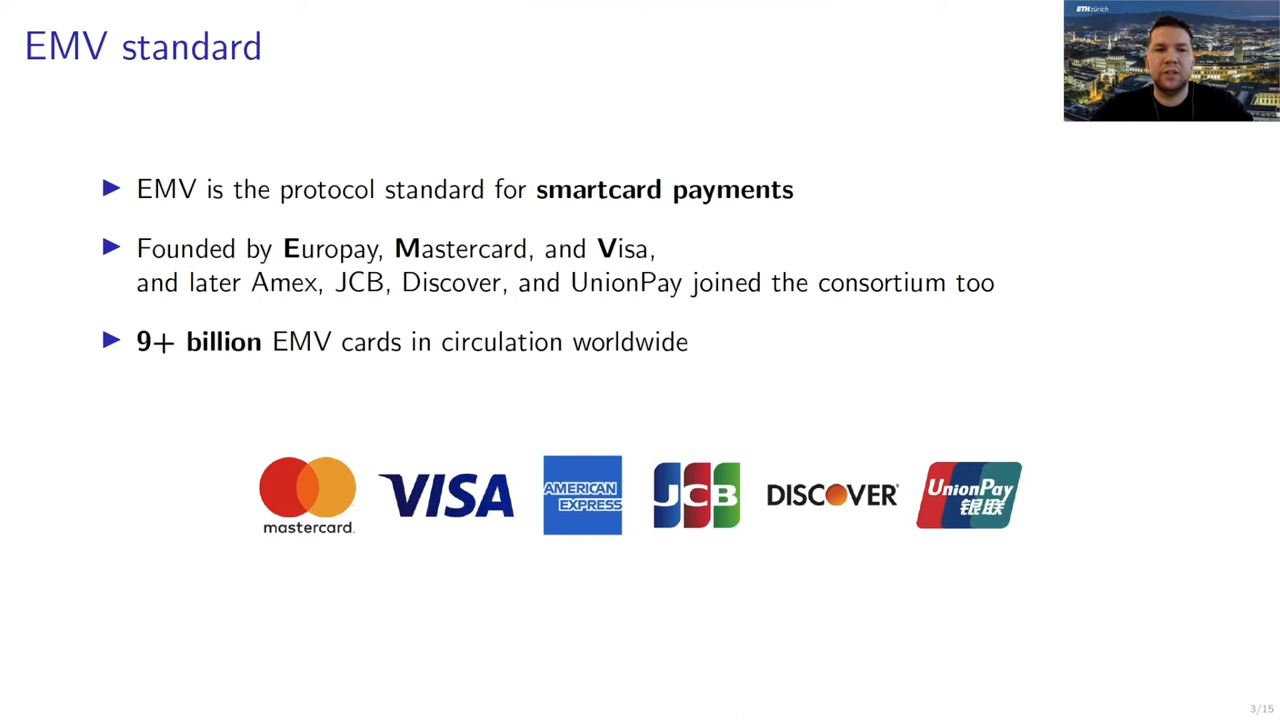 EMV standard
ETH zürich
EMV is the protocol standard for smartcard payments
Founded by Europay, Mastercard, and Visa,
and later Amex, JCB, Discover, and UnionPay joined the consortium too
9+ billion EMV cards in circulation worldwide
mastercard.
VISA
AMERICAN
EXPRESS
JCB
DISCOVER
UnionPay
银联
3/15